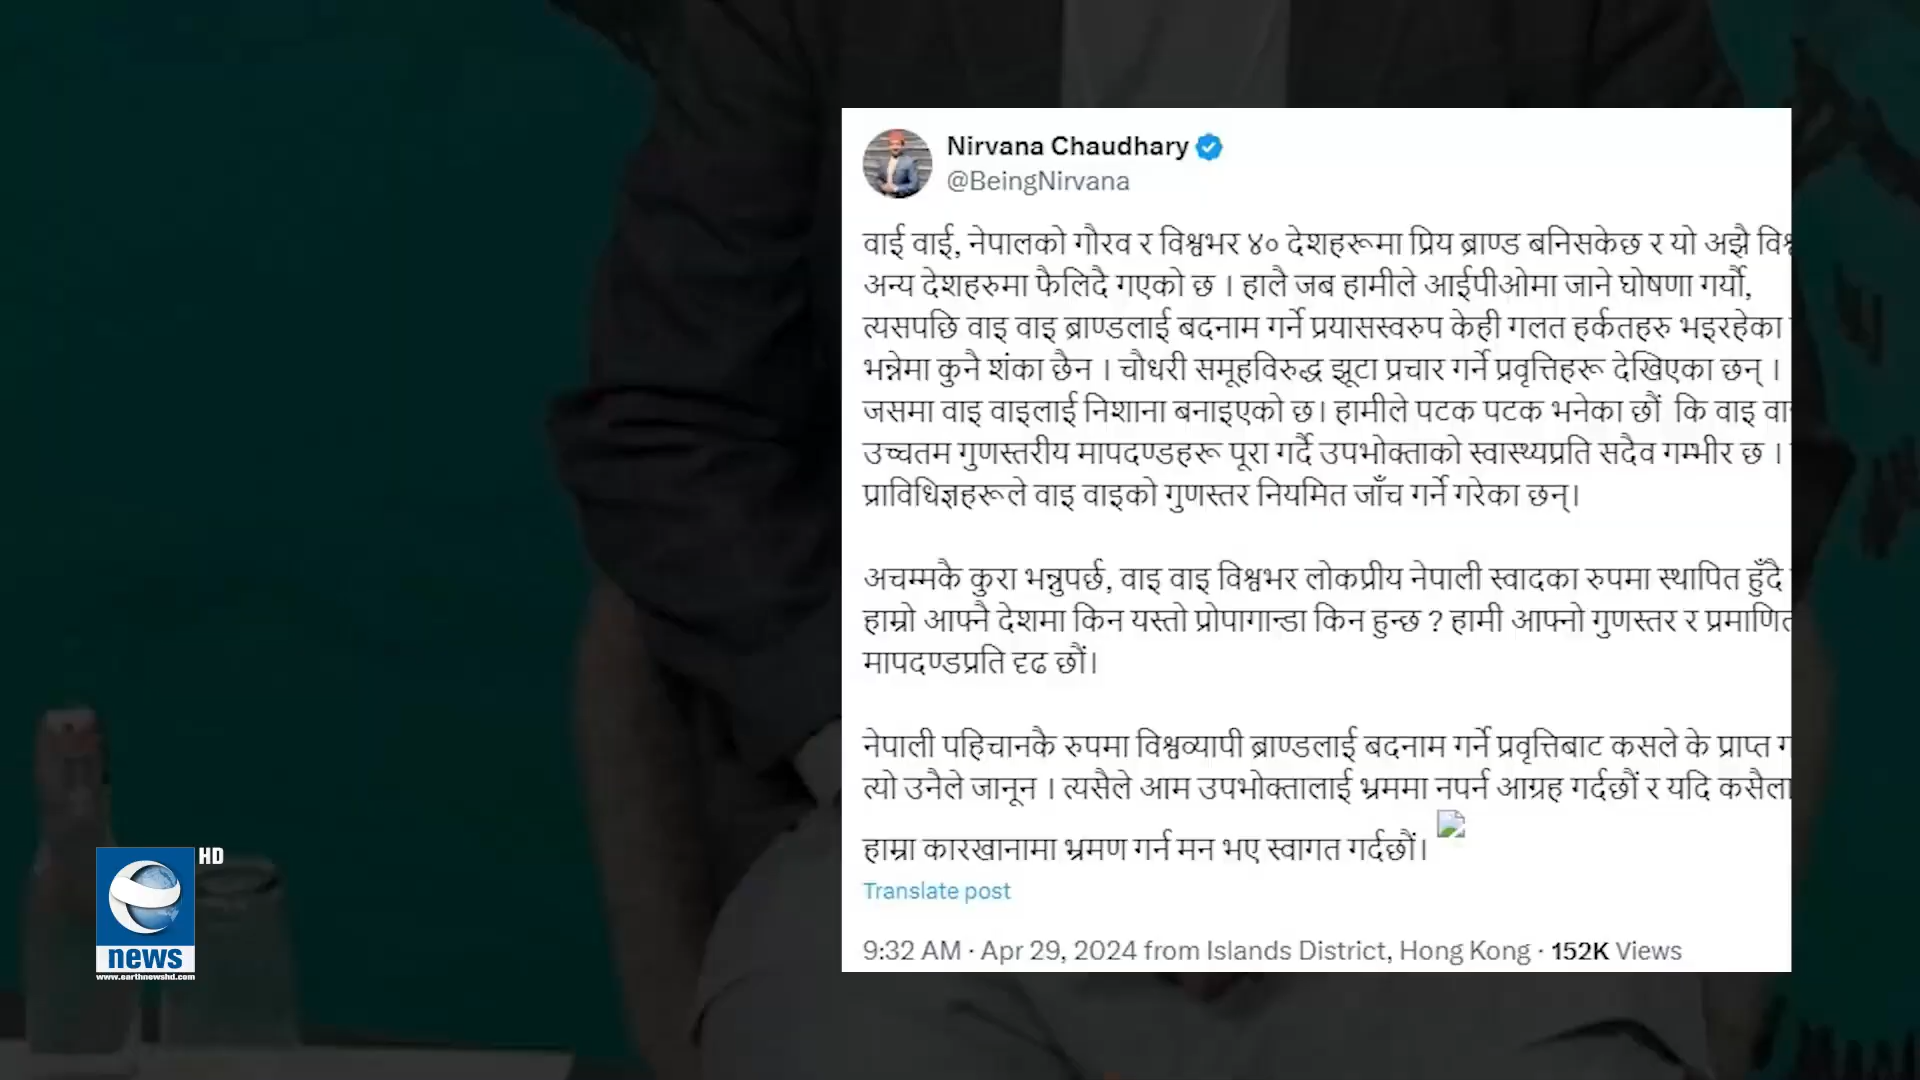 Nirvana Chaudhary
@BeingNirvana
वाई वाई, नेपालको गौरव र विश्वभर ४० देशहरूमा प्रिय ब्राण्ड बनिसकेछ र यो अझै
अन्य देशहरुमा फैलिदै गएको छ । हालै जब हामीले आईपीओमा जाने घोषणा गर्यौं,
त्यसपछि वाइ वाइ ब्राण्डलाई बदनाम गर्ने प्रयासस्वरुप केही गलत हर्कतहरु भइरहेका
भन्नेमा कुनै शंका छैन । चौधरी समूहविरुद्ध झूटा प्रचार गर्ने प्रवृत्तिहरू देखिएका छन् ।
जसमा वाइ वाइलाई निशाना बनाइएको छ। हामीले पटक पटक भनेका छौं कि वाइ
उच्चतम गुणस्तरीय मापदण्डहरू पूरा गर्दै उपभोक्ताको स्वास्थ्यप्रति सदैव गम्भीर छ ।
प्राविधिज्ञहरूले वाइ वाइको गुणस्तर नियमित जाँच गर्ने गरेका छन्।
अचम्मकै कुरा भन्नुपर्छ, वाइ वाइ विश्वभर लोकप्रीय नेपाली स्वादका रुपमा स्थापित हुँदै
हाम्रो आफ्नै देशमा किन यस्तो प्रोपागान्डा किन हुन्छ ? हामी आफ्नो गुणस्तर र प्रमाणित
मापदण्डप्रति दृढ छौं।
नेपाली पहिचानकै रुपमा विश्वव्यापी ब्राण्डलाई बदनाम गर्ने प्रवृत्तिबाट कसले के प्राप्त
त्यो उनैले जानून । त्यसैले आम उपभोक्तालाई भ्रममा नपर्न आग्रह गर्दछौं र यदि
हाम्रा कारखानामा भ्रमण गर्न मन भए स्वागत गर्दछौं।
Translate post
9:32 AM · Apr 29, 2024 from Islands District, Hong Kong · 152K Views
HD
news
www.earthnewshd.com